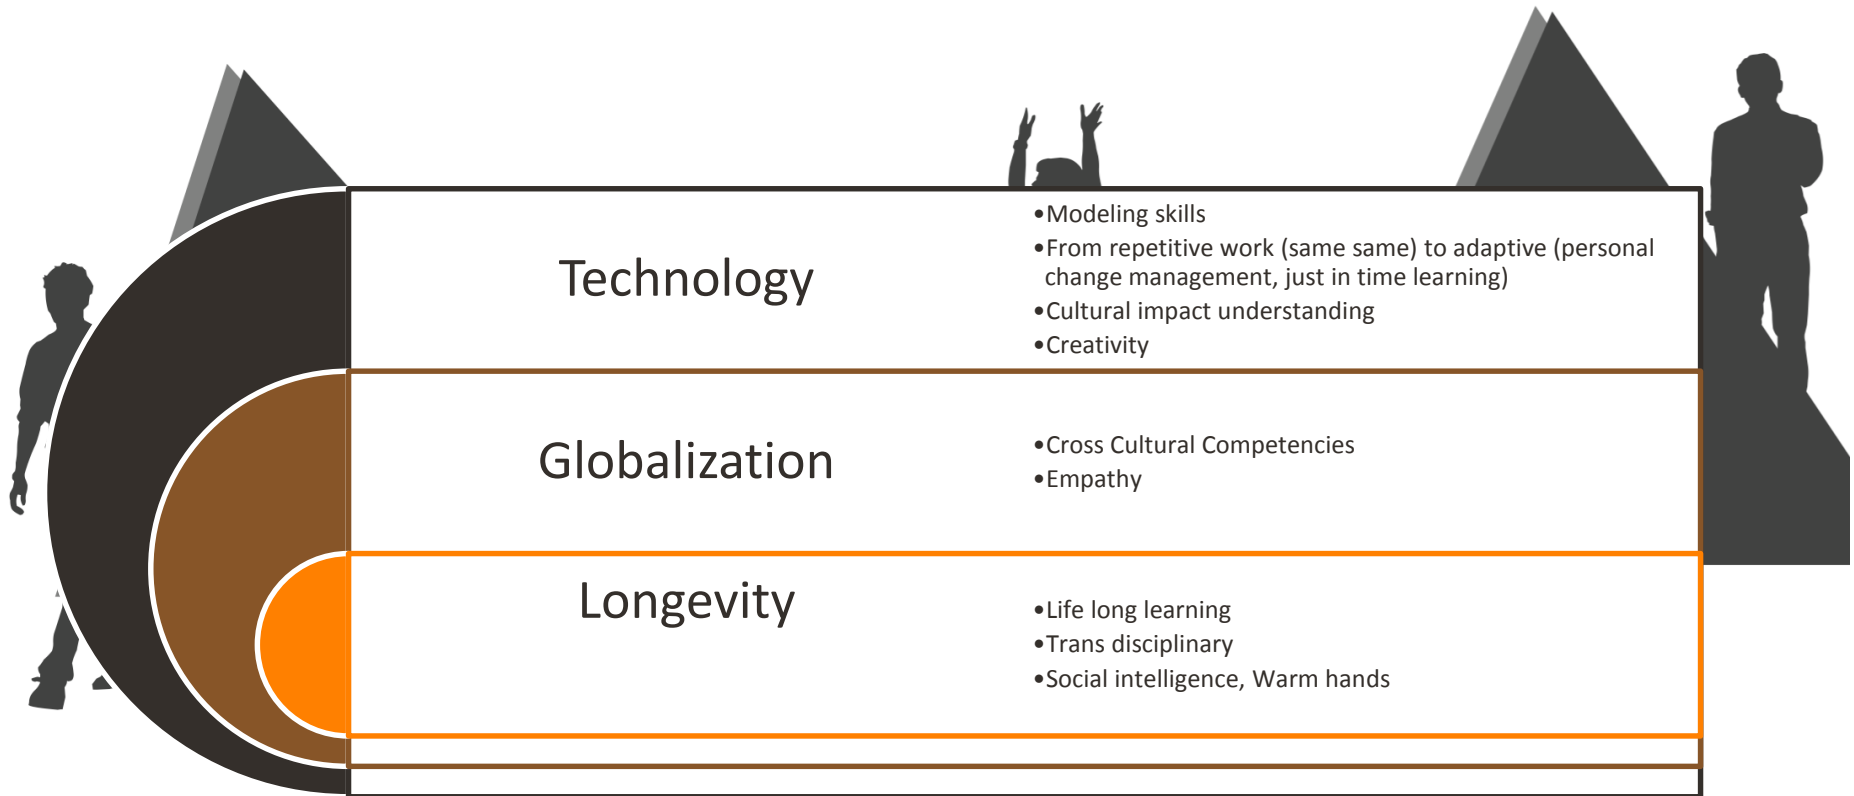 Technology
•Modeling skills
•From repetitive work (same same) to adaptive (personal
change management, just in time learning)
•Cultural impact understanding
•Creativity
Globalization
•Cross Cultural Competencies
•Empathy
Longevity
•Life long learning
•Trans disciplinary
•Social intelligence, Warm hands